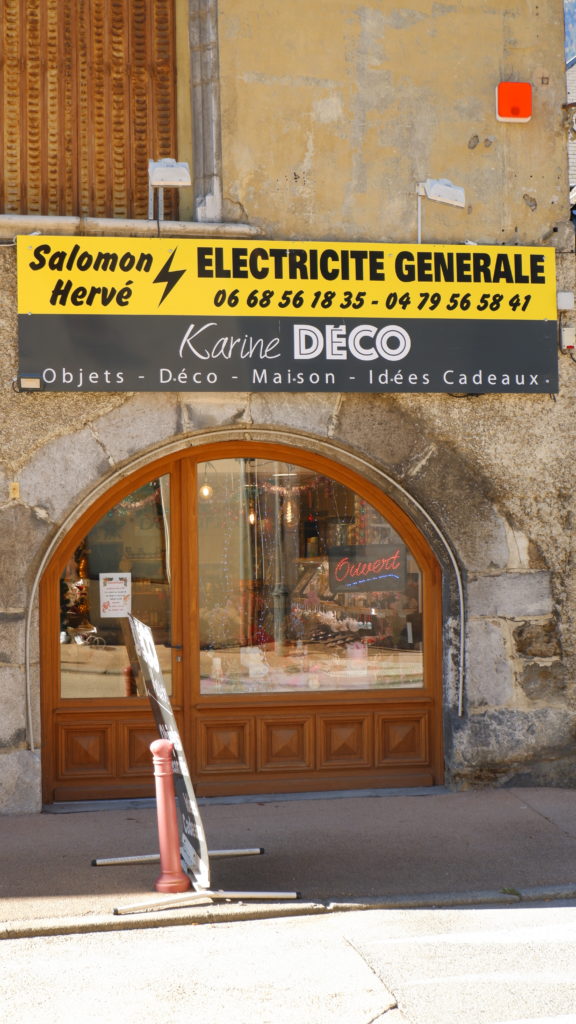 Salomon
Hervé
ELECTRICITE GENERALE
06 68 56 18 35 - 04 79 56 58 41
Karine DÉCO
Objets - Déco - Maison - Idées Cadeaux
Ouvert